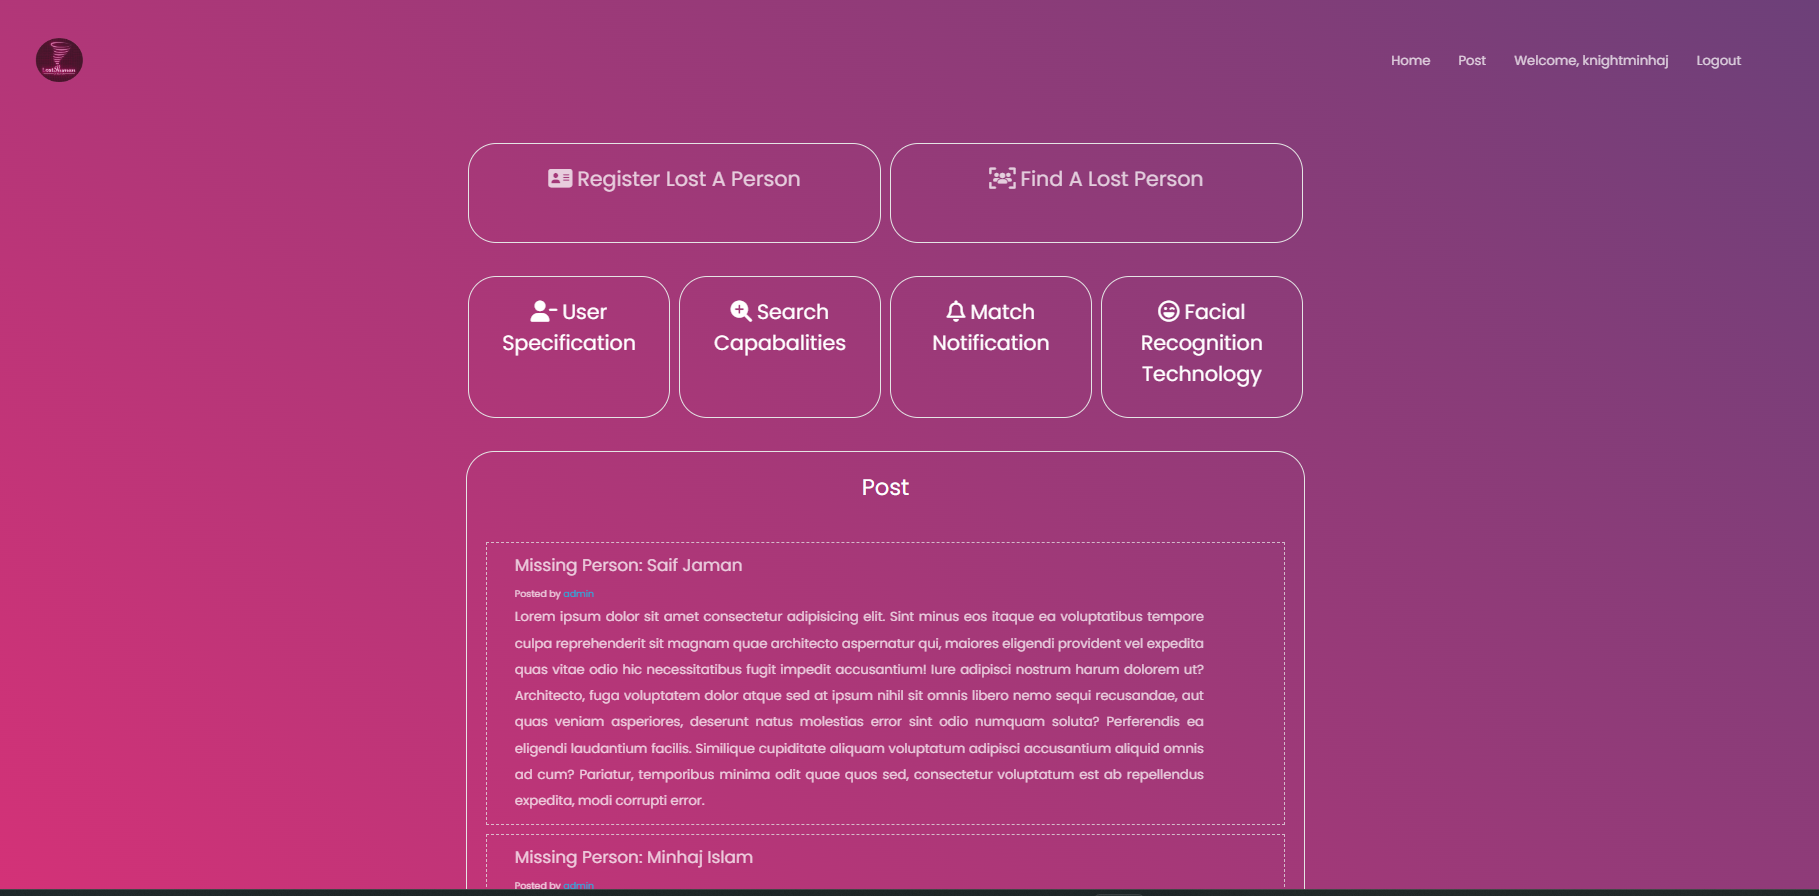 Lost2Human
Home Post Welcome, knightminhaj Logout
Register Lost A Person
Find A Lost Person
User
Specification
Search
Capabalities
Match
Notification
Facial
Recognition
Technology
Post
Missing Person: Saif Jaman
Posted by admin
Lorem ipsum dolor sit amet consectetur adipisicing elit. Sint minus eos itaque ea voluptatibus tempore
culpa reprehenderit sit magnam quae architecto aspernatur qui, maiores eligendi provident vel expedita
quas vitae odio hic necessitatibus fugit impedit accusantium! Iure adipisci nostrum harum dolorem ut?
Architecto, fuga voluptatem dolor atque sed at ipsum nihil sit omnis libero nemo sequi recusandae, aut
quas veniam asperiores, deserunt natus molestias error sint odio numquam soluta? Perferendis ea
eligendi laudantium facilis. Similique cupiditate aliquam voluptatum adipisci accusantium aliquid omnis
ad cum? Pariatur, temporibus minima odit quae quos sed, consectetur voluptatum est ab repellendus
expedita, modi corrupti error.
Missing Person: Minhaj Islam
Posted by admin